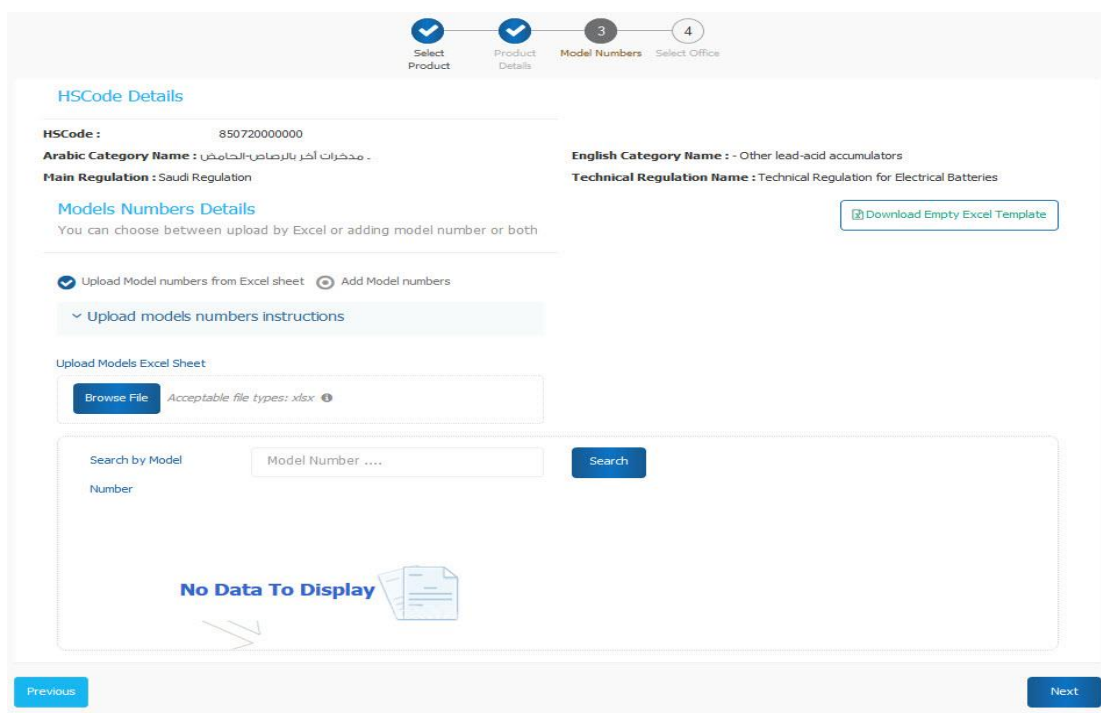 3
4
Select Product
Product Details
Model Numbers
Select Office
HSCode Details
HSCode : 850720000000
Arabic Category Name : مدخرات آخر بالرصاص-الحامض .
English Category Name : - Other lead-acid accumulators
Main Regulation : Saudi Regulation
Technical Regulation Name : Technical Regulation for Electrical Batteries
Models Numbers Details
Download Empty Excel Template
You can choose between upload by Excel or adding model number or both
Upload Model numbers from Excel sheet
Add Model numbers
Upload models numbers instructions
Upload Models Excel Sheet
Browse File
Acceptable file types: xlsx
Search by Model
Number
Model Number ....
Search
No Data To Display
Previous
Next